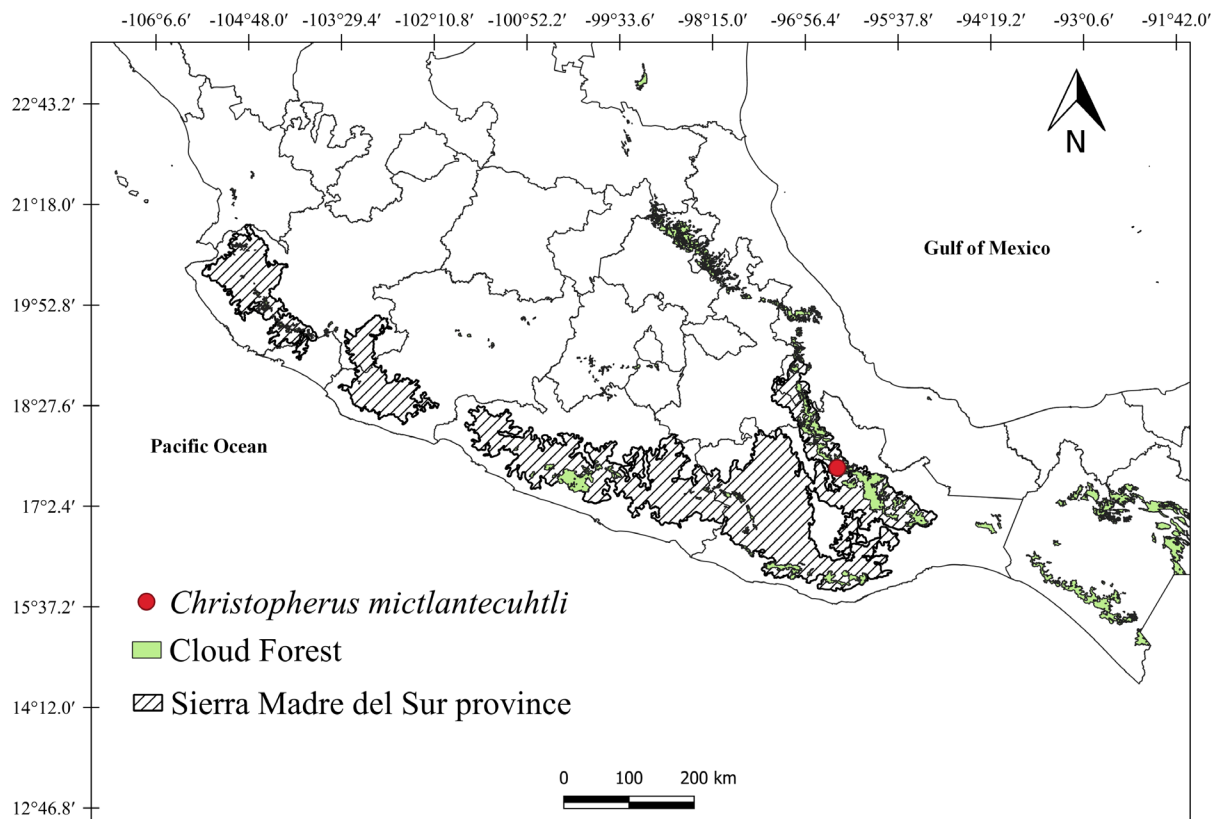 -106°6.6′ -104°48.0′ -103°29.4′ -102°10.8′ -100°52.2′ -99°33.6′ -98°15.0′ -96°56.4′ -95°37.8′ -94°19.2′ -93°0.6′ -91°42.0′
22°43.2′
N
21°18.0′
Gulf of Mexico
19°52.8′
18°27.6′
Pacific Ocean
17°2.4′
15°37.2′
Christopherus mictlantecuhtli
Cloud Forest
Sierra Madre del Sur province
14°12.0′
0 100 200 km
12°46.8′